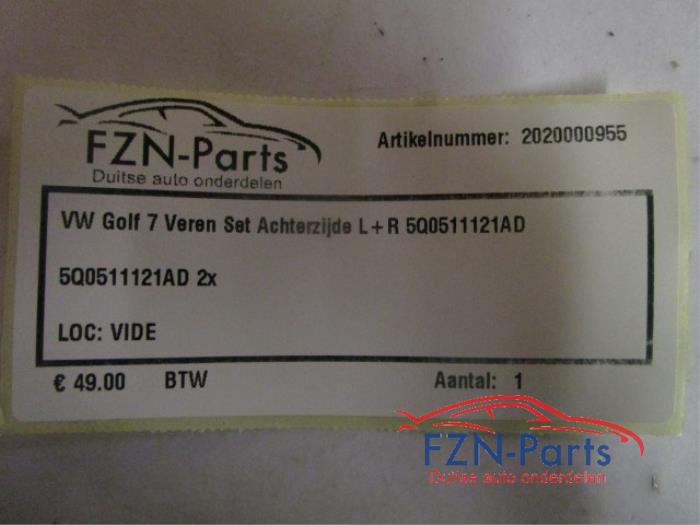 FZN-Parts
Duitse auto onderdelen
Artikelnummer: 2020000955
VW Golf 7 Veren Set Achterzijde L+R 5Q0511121AD
5Q0511121AD 2x
LOC: VIDE
€ 49.00 BTW Aantal: 1
FZN-Parts
Duitse auto onderdelen